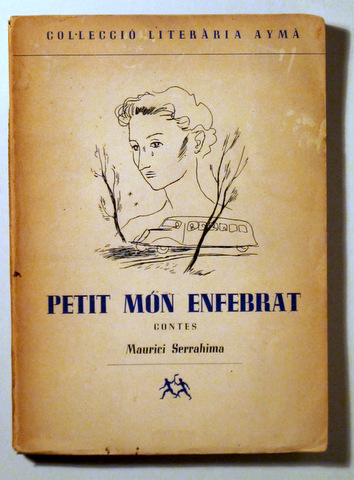 COL·LECCIÓ LITERÀRIA AYMÀ
PETIT MÓN ENFEBRAT
CONTES
Maurici Serrahima